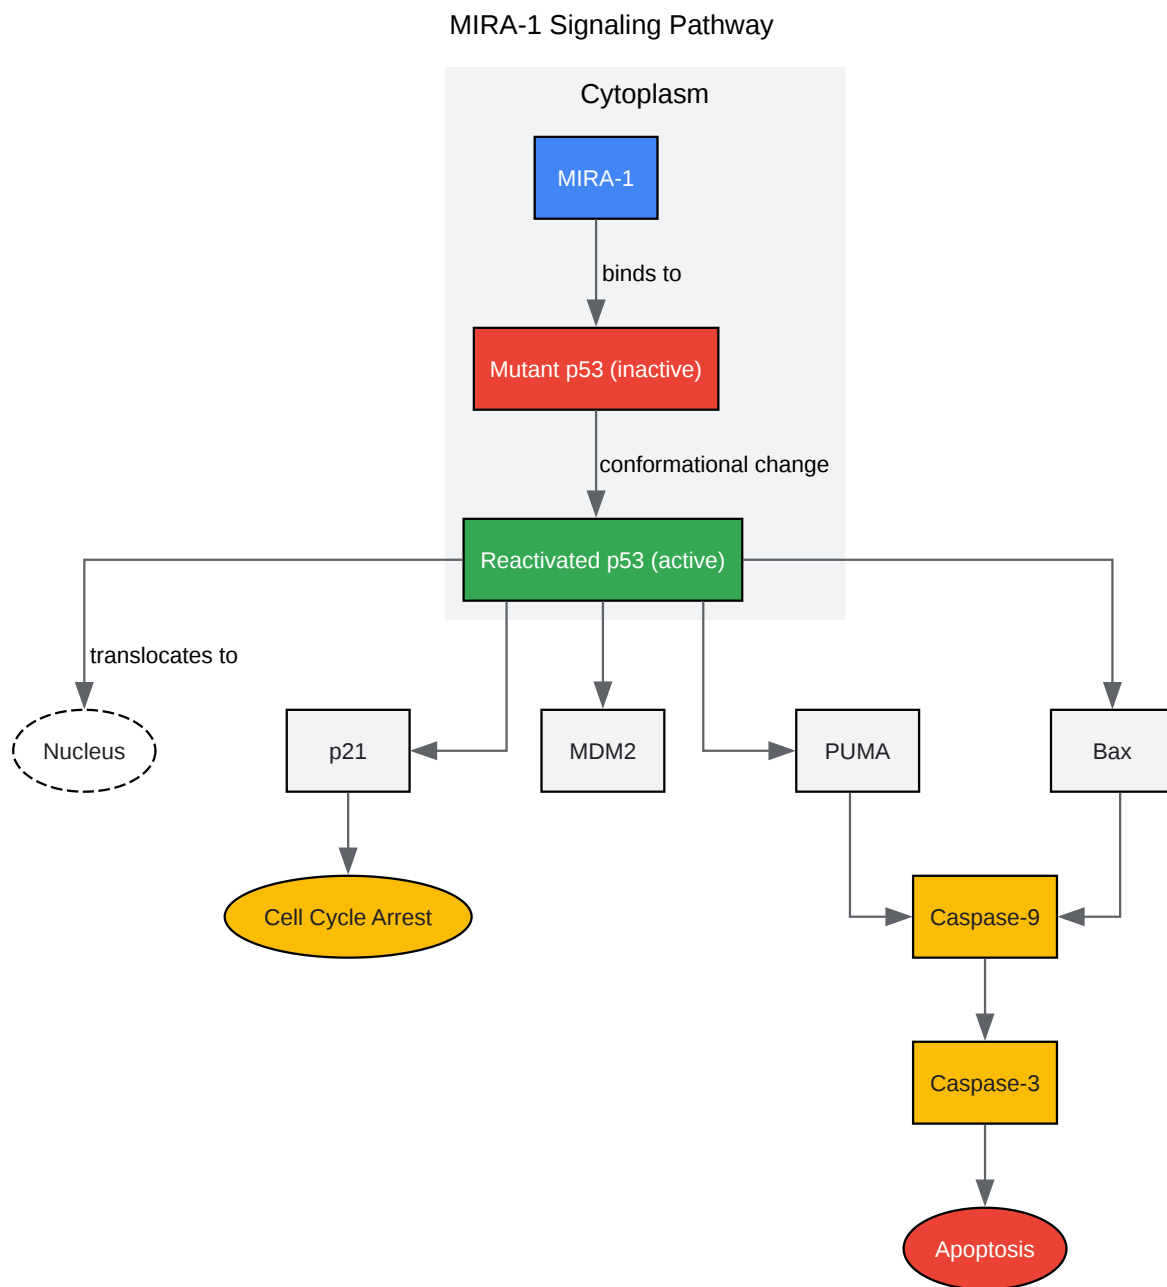 MIRA-1 Signaling Pathway
Cytoplasm
MIRA-1
binds to
Mutant p53 (inactive)
conformational change
Reactivated p53 (active)
translocates to
Nucleus
p21
MDM2
PUMA
Bax
Cell Cycle Arrest
Caspase-9
Caspase-3
Apoptosis